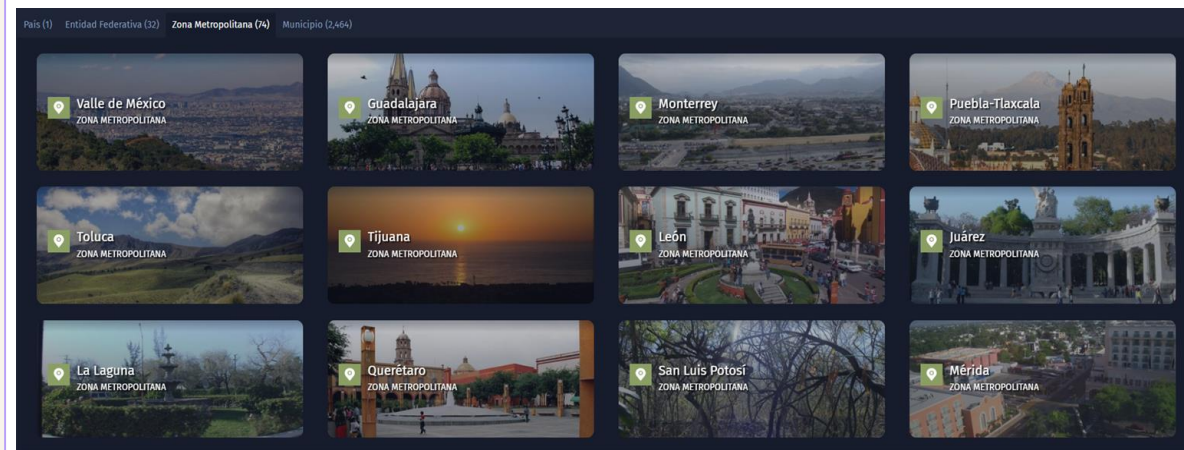 País (1) Entidad Federativa (32) Zona Metropolitana (74) Municipio (2,464)
Valle de México
ZONA METROPOLITANA
Guadalajara
ZONA METROPOLITANA
Monterrey
ZONA METROPOLITANA
Puebla-Tlaxcala
ZONA METROPOLITANA
Toluca
ZONA METROPOLITANA
Tijuana
ZONA METROPOLITANA
León
ZONA METROPOLITANA
Juárez
ZONA METROPOLITANA
La Laguna
ZONA METROPOLITANA
Querétaro
ZONA METROPOLITANA
San Luis Potosí
ZONA METROPOLITANA
Mérida
ZONA METROPOLITANA